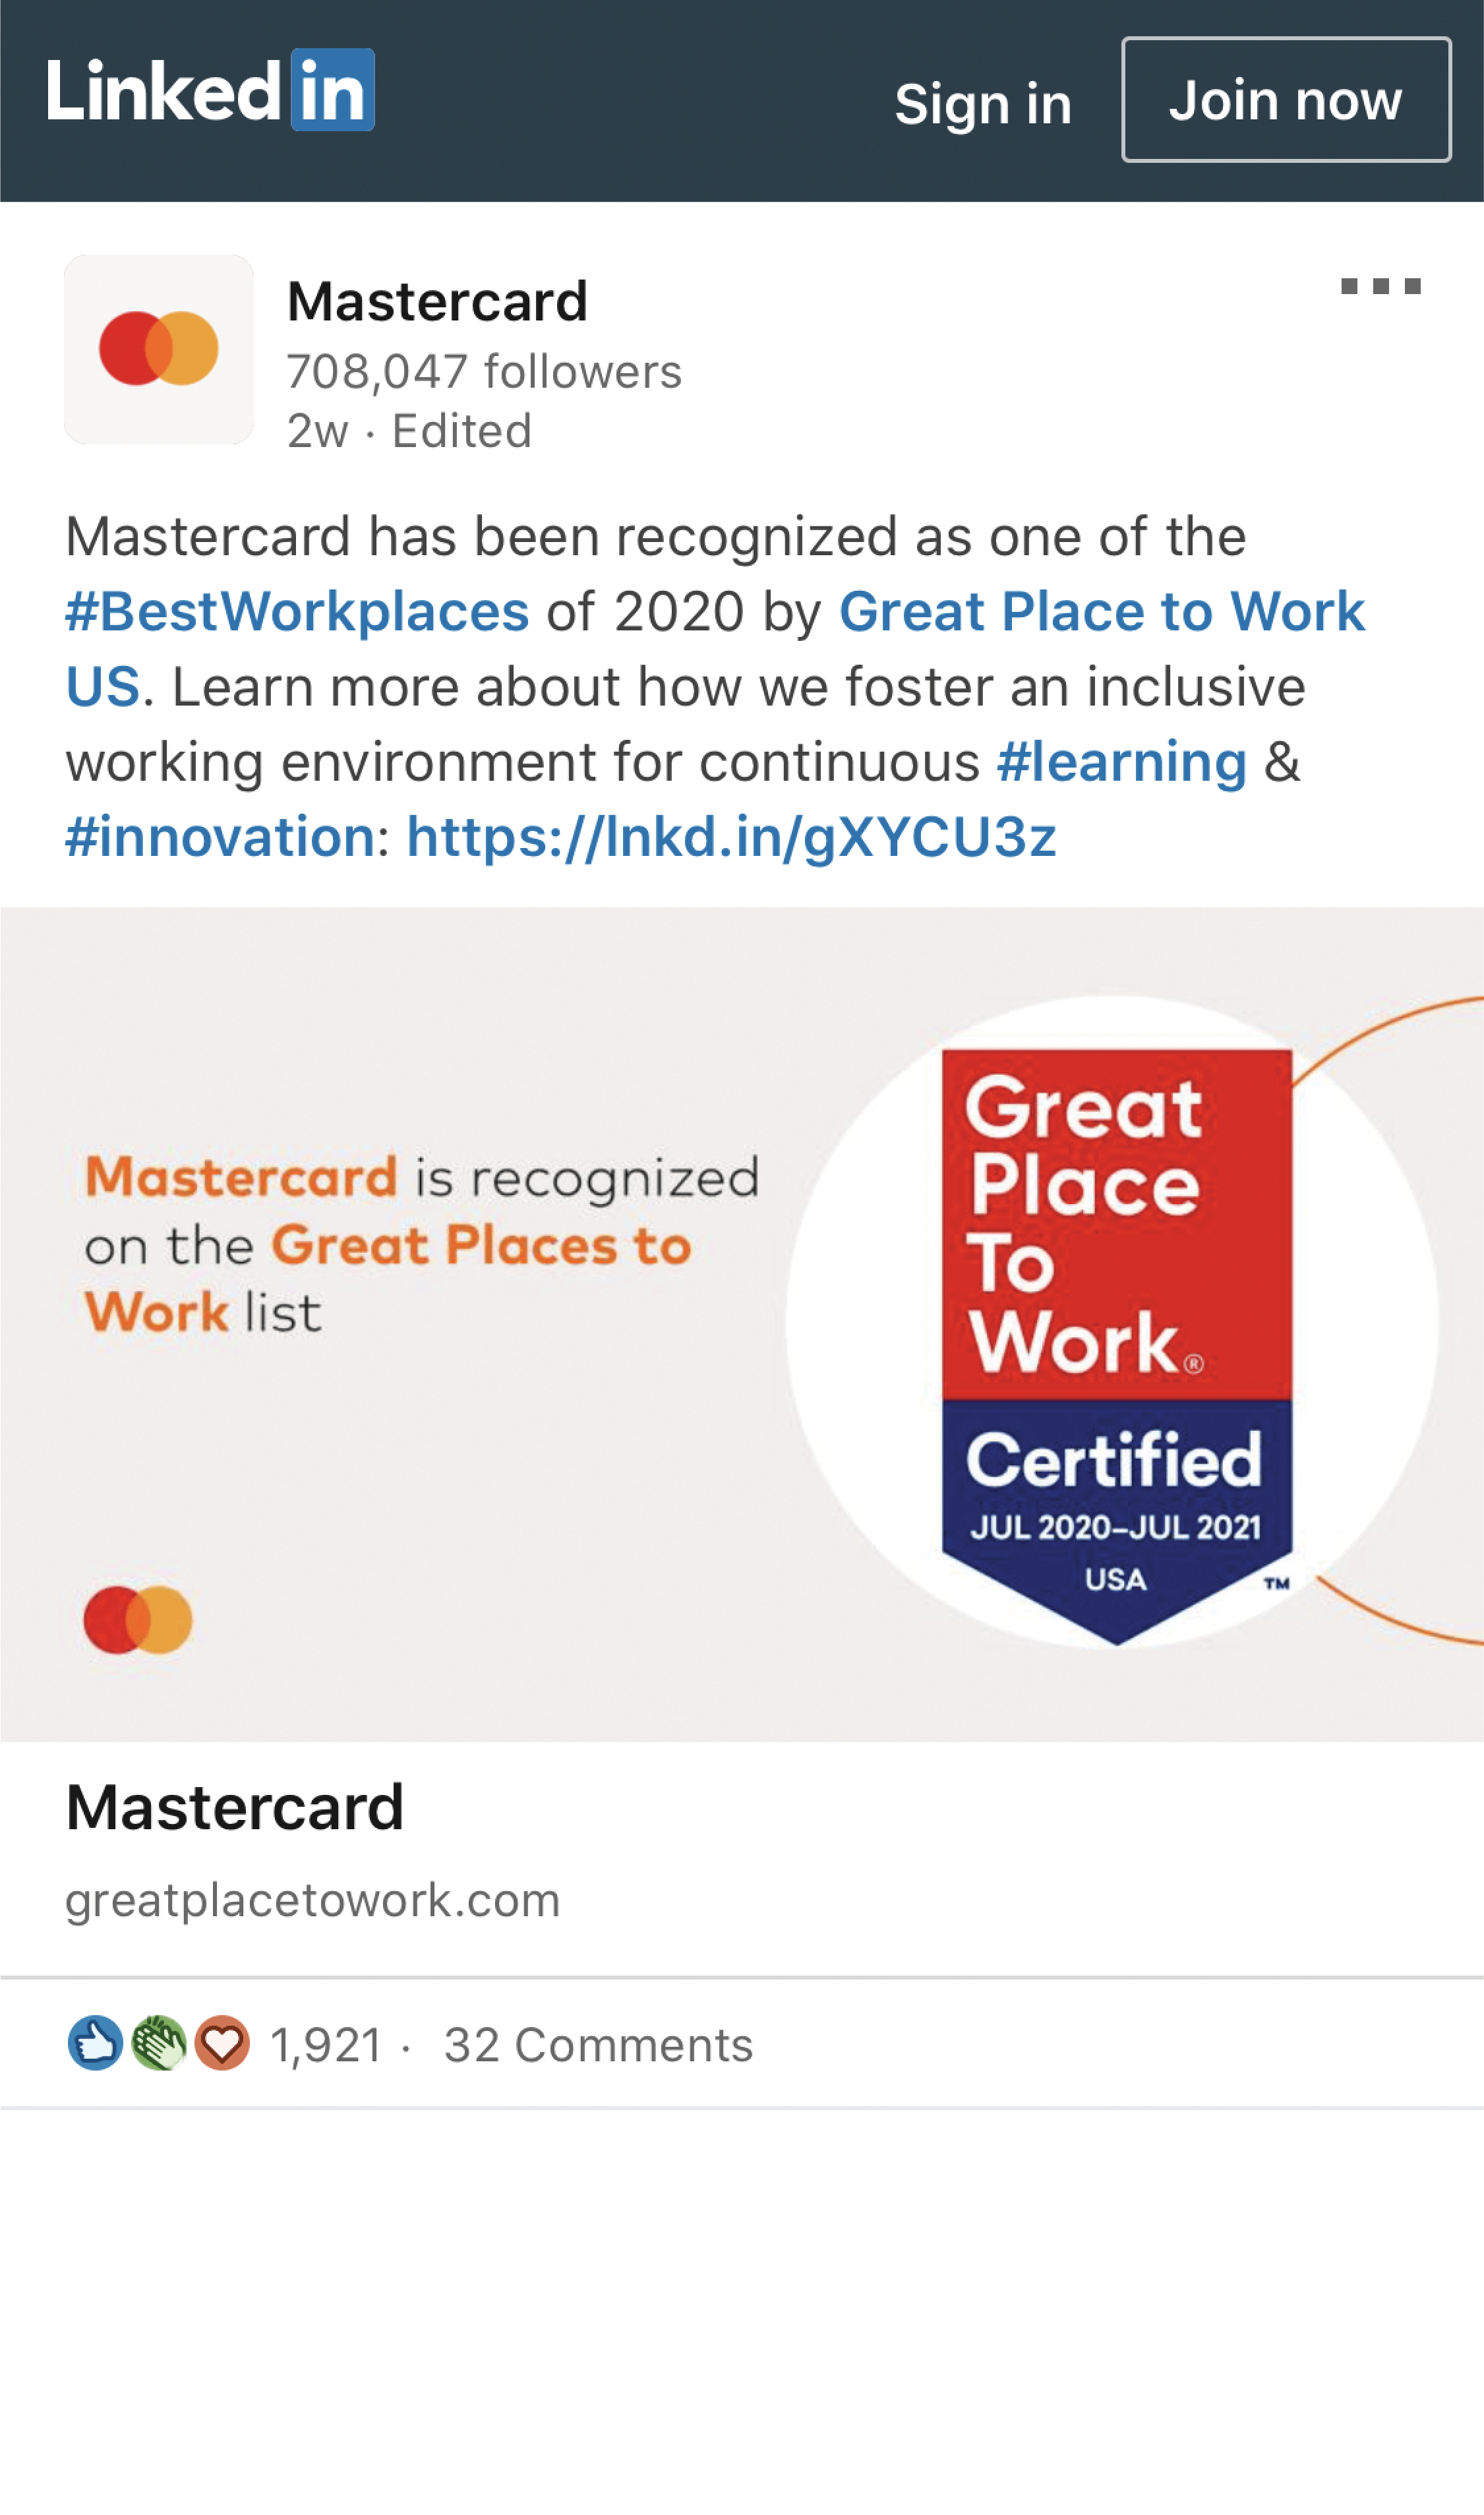 Linked in
Sign in
Join now
Mastercard
708,047 followers
2w · Edited
Mastercard has been recognized as one of the
#BestWorkplaces of 2020 by Great Place to Work
US. Learn more about how we foster an inclusive
working environment for continuous #learning &
#innovation: https://lnkd.in/gXYCU3z
Mastercard is recognized
on the Great Places to
Work list
Great
Place
To
Work®
Certified
JUL 2020–JUL 2021
USA
™
Mastercard
greatplacetowork.com
1,921 · 32 Comments